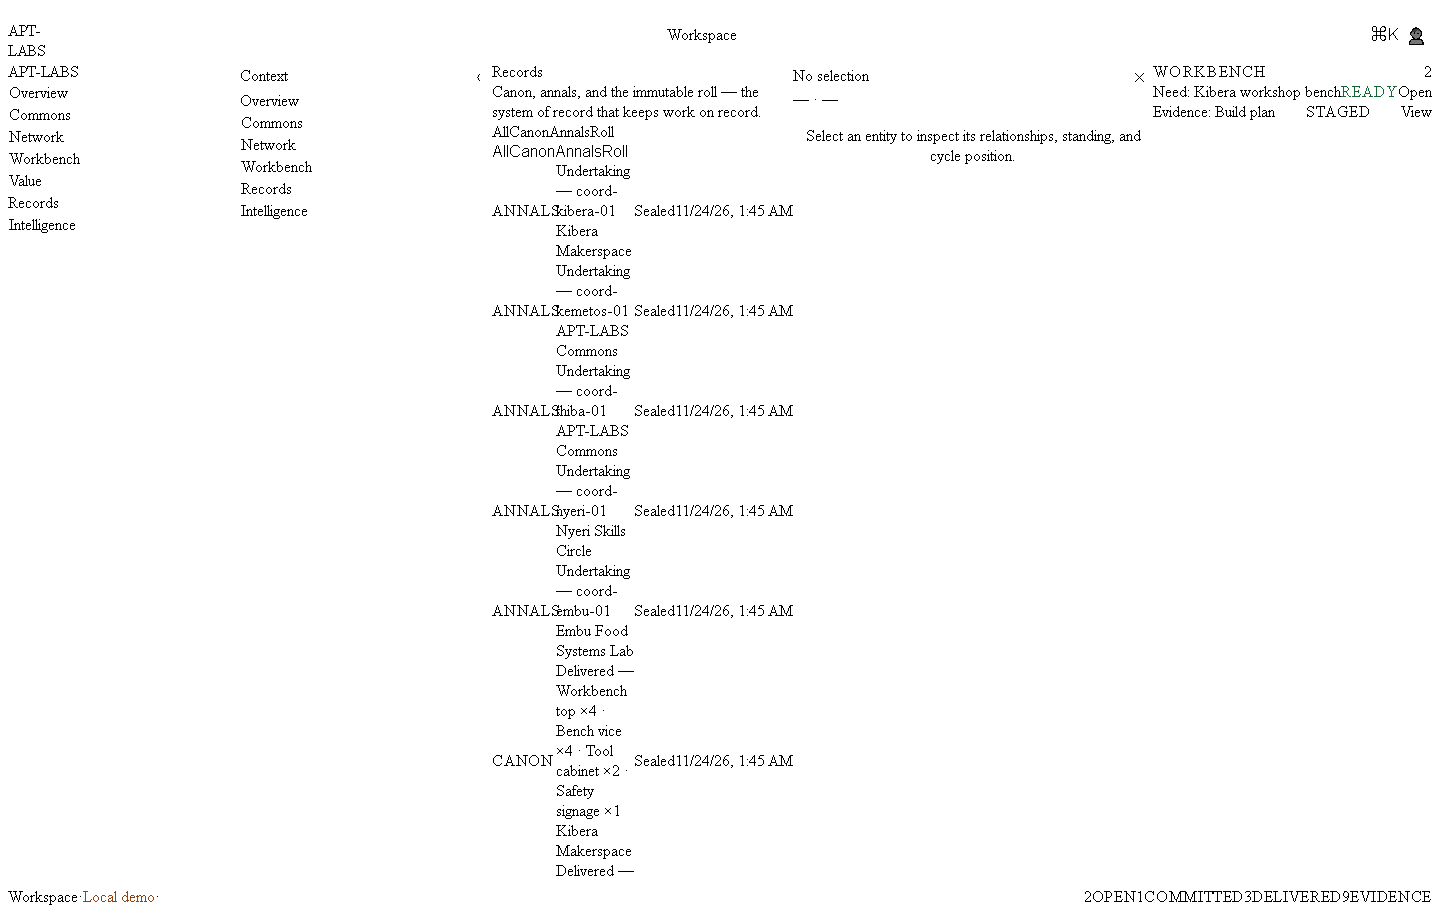 APT-
LABS
APT-LABS
Overview
Commons
Network
Workbench
Value
Records
Intelligence
Context
Overview
Commons
Network
Workbench
Records
Intelligence
Workspace
⌘K
‹
Records
Canon, annals, and the immutable roll — the
system of record that keeps work on record.
AllCanonAnnalsRoll
AllCanonAnnalsRoll
Undertaking
— coord-
ANNALS kibera-01 Sealed 11/24/26, 1:45 AM
Kibera
Makerspace
Undertaking
— coord-
ANNALS kemetos-01 Sealed 11/24/26, 1:45 AM
APT-LABS
Commons
Undertaking
— coord-
ANNALS thiba-01 Sealed 11/24/26, 1:45 AM
APT-LABS
Commons
Undertaking
— coord-
ANNALS nyeri-01 Sealed 11/24/26, 1:45 AM
Nyeri Skills
Circle
Undertaking
— coord-
ANNALS embu-01 Sealed 11/24/26, 1:45 AM
Embu Food
Systems Lab
Delivered —
Workbench
top ×4 ·
Bench vice
×4 · Tool
CANON Sealed 11/24/26, 1:45 AM
cabinet ×2 ·
Safety
signage ×1
Kibera
Makerspace
Delivered —
No selection ×
— · —
Select an entity to inspect its relationships, standing, and
cycle position.
WORKBENCH 2
Need: Kibera workshop bench READY Open
Evidence: Build plan STAGED View
Workspace·Local demo·
2OPEN1COMMITTED3DELIVERED9EVIDENCE